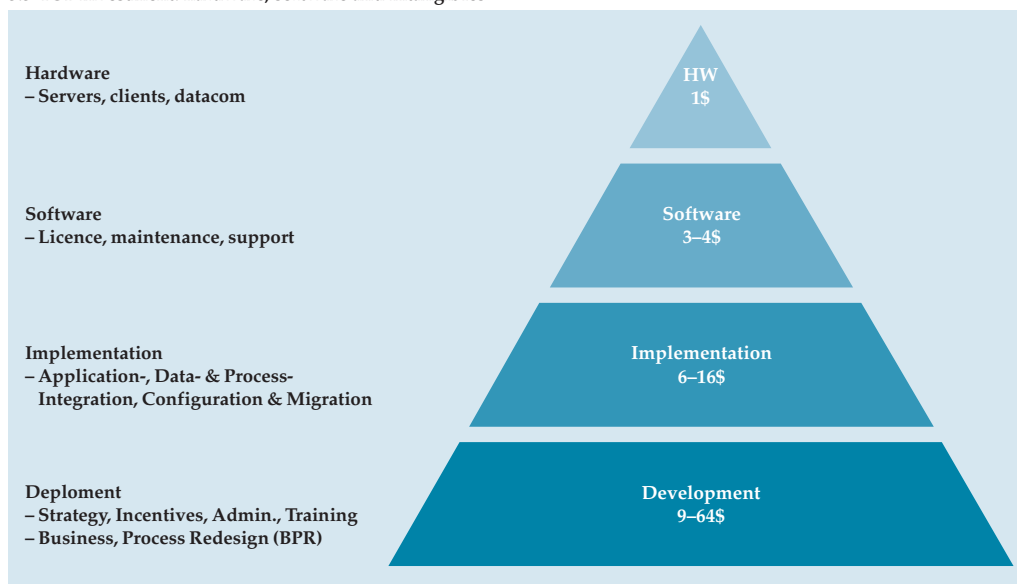 Hardware
– Servers, clients, datacom
HW
1$
Software
– Licence, maintenance, support
Software
3–4$
Implementation
– Application-, Data- & Process-
Integration, Configuration & Migration
Implementation
6–16$
Deploment
– Strategy, Incentives, Admin., Training
– Business, Process Redesign (BPR)
Development
9–64$